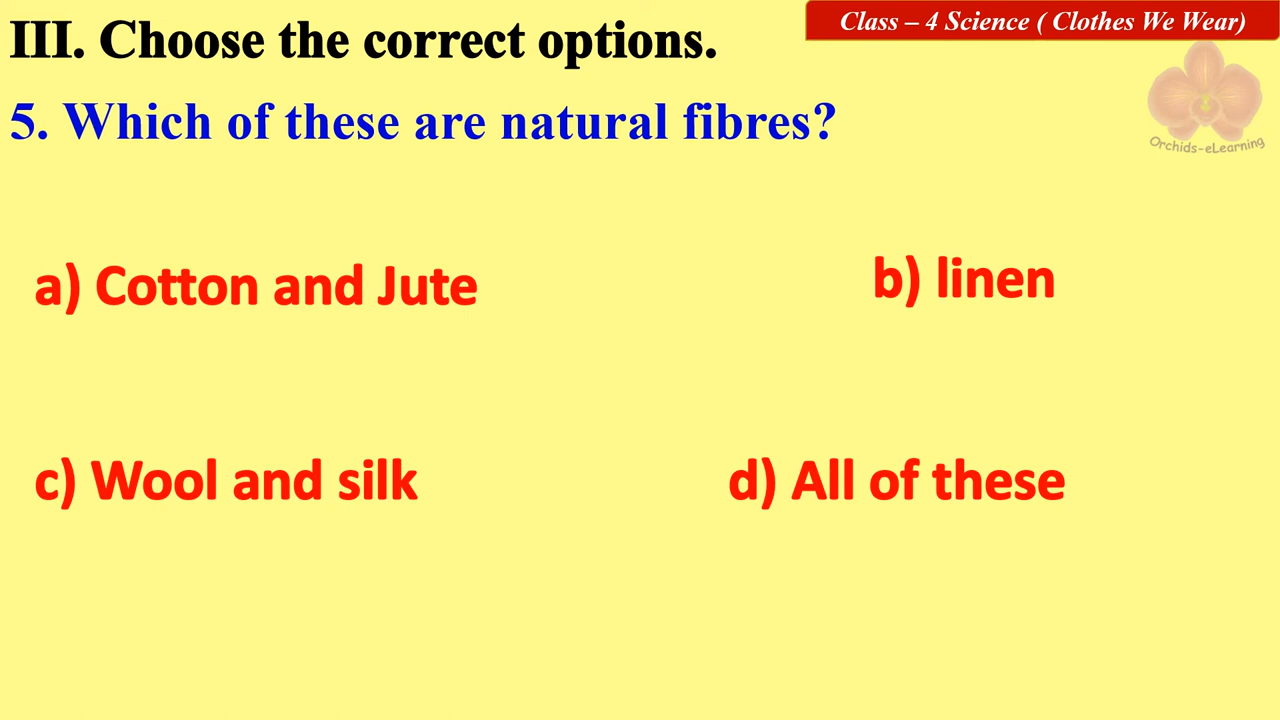 III. Choose the correct options.
Class – 4 Science ( Clothes We Wear)
5. Which of these are natural fibres?
Orchids-eLearning
a) Cotton and Jute
b) linen
c) Wool and silk
d) All of these